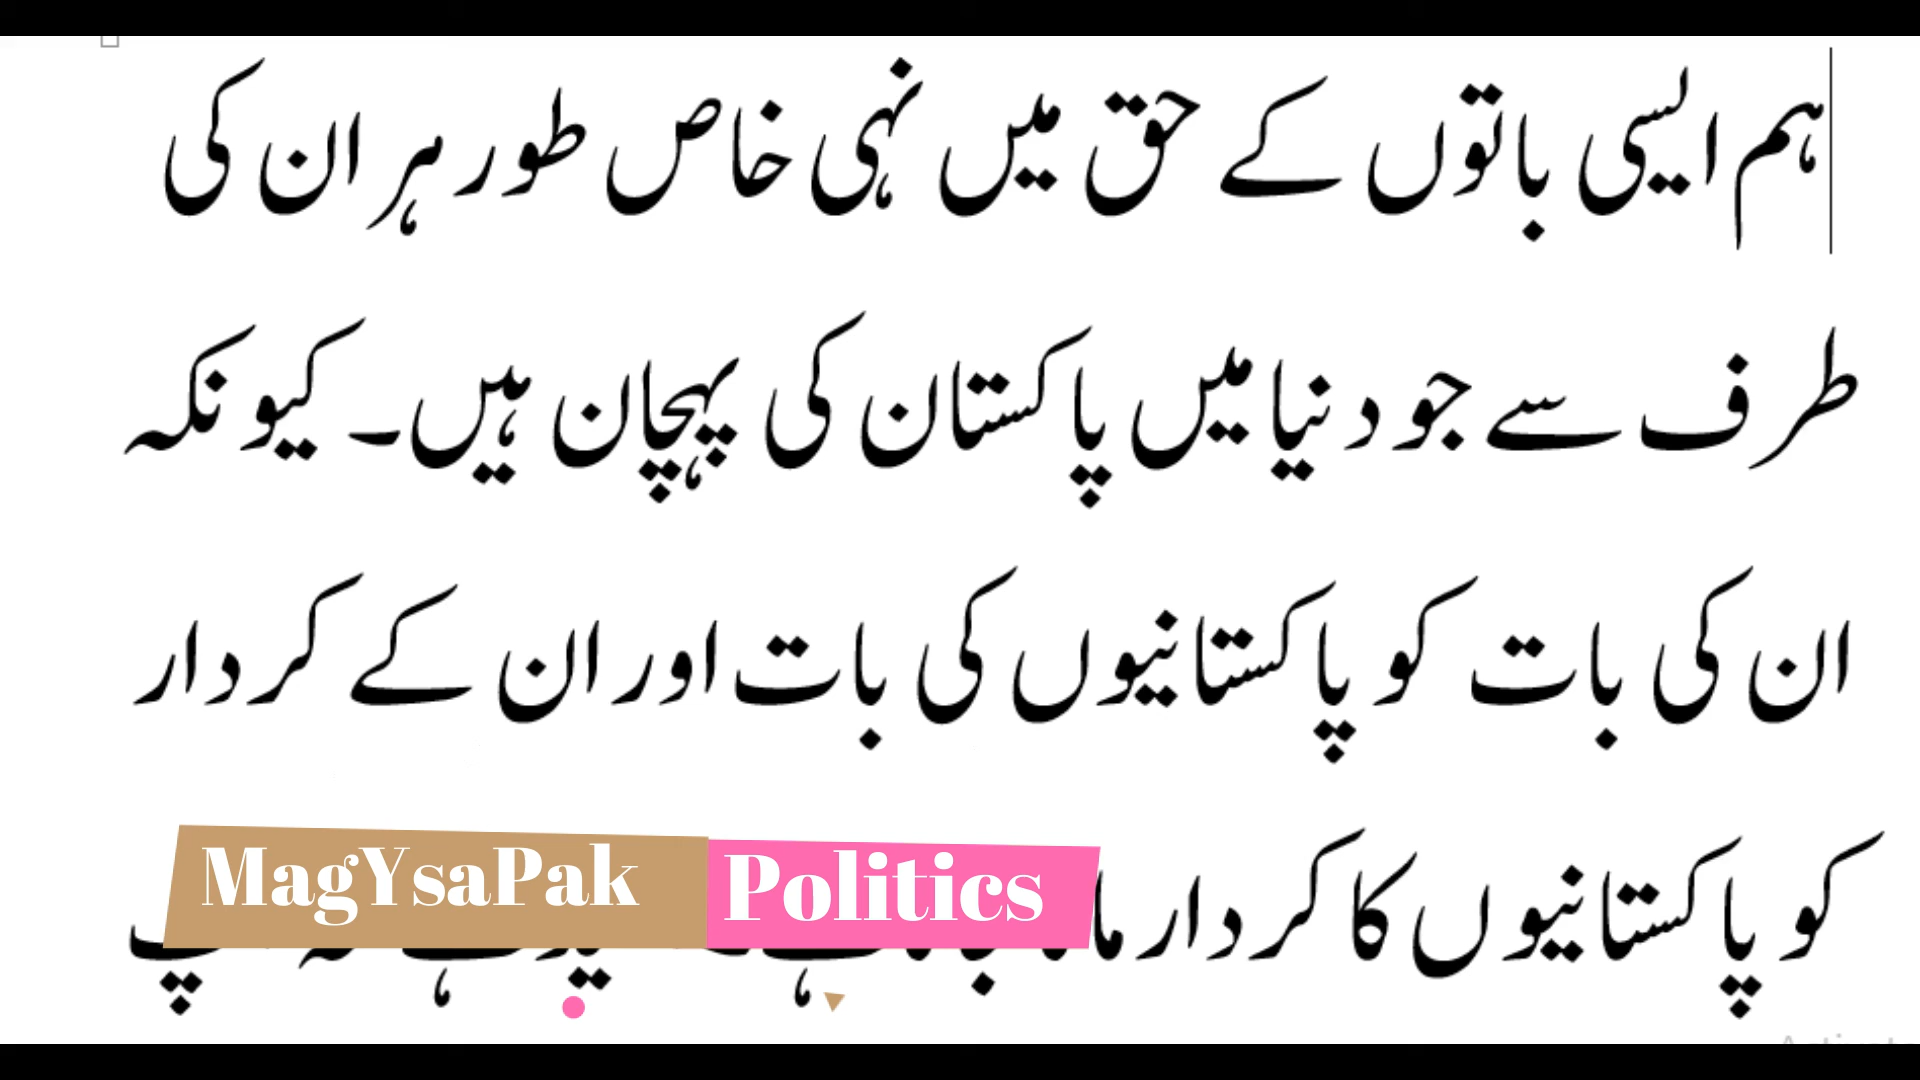 ہم ایسی باتوں کے حق میں نہی خاص طور ہر ان کی
طرف سے جو دنیا میں پاکستان کی پہچان ہیں۔ کیونکہ
ان کی بات کو پاکستانیوں کی بات اور ان کے کردار
کو پاکستانیوں کا کردار
MagYsaPak Politics